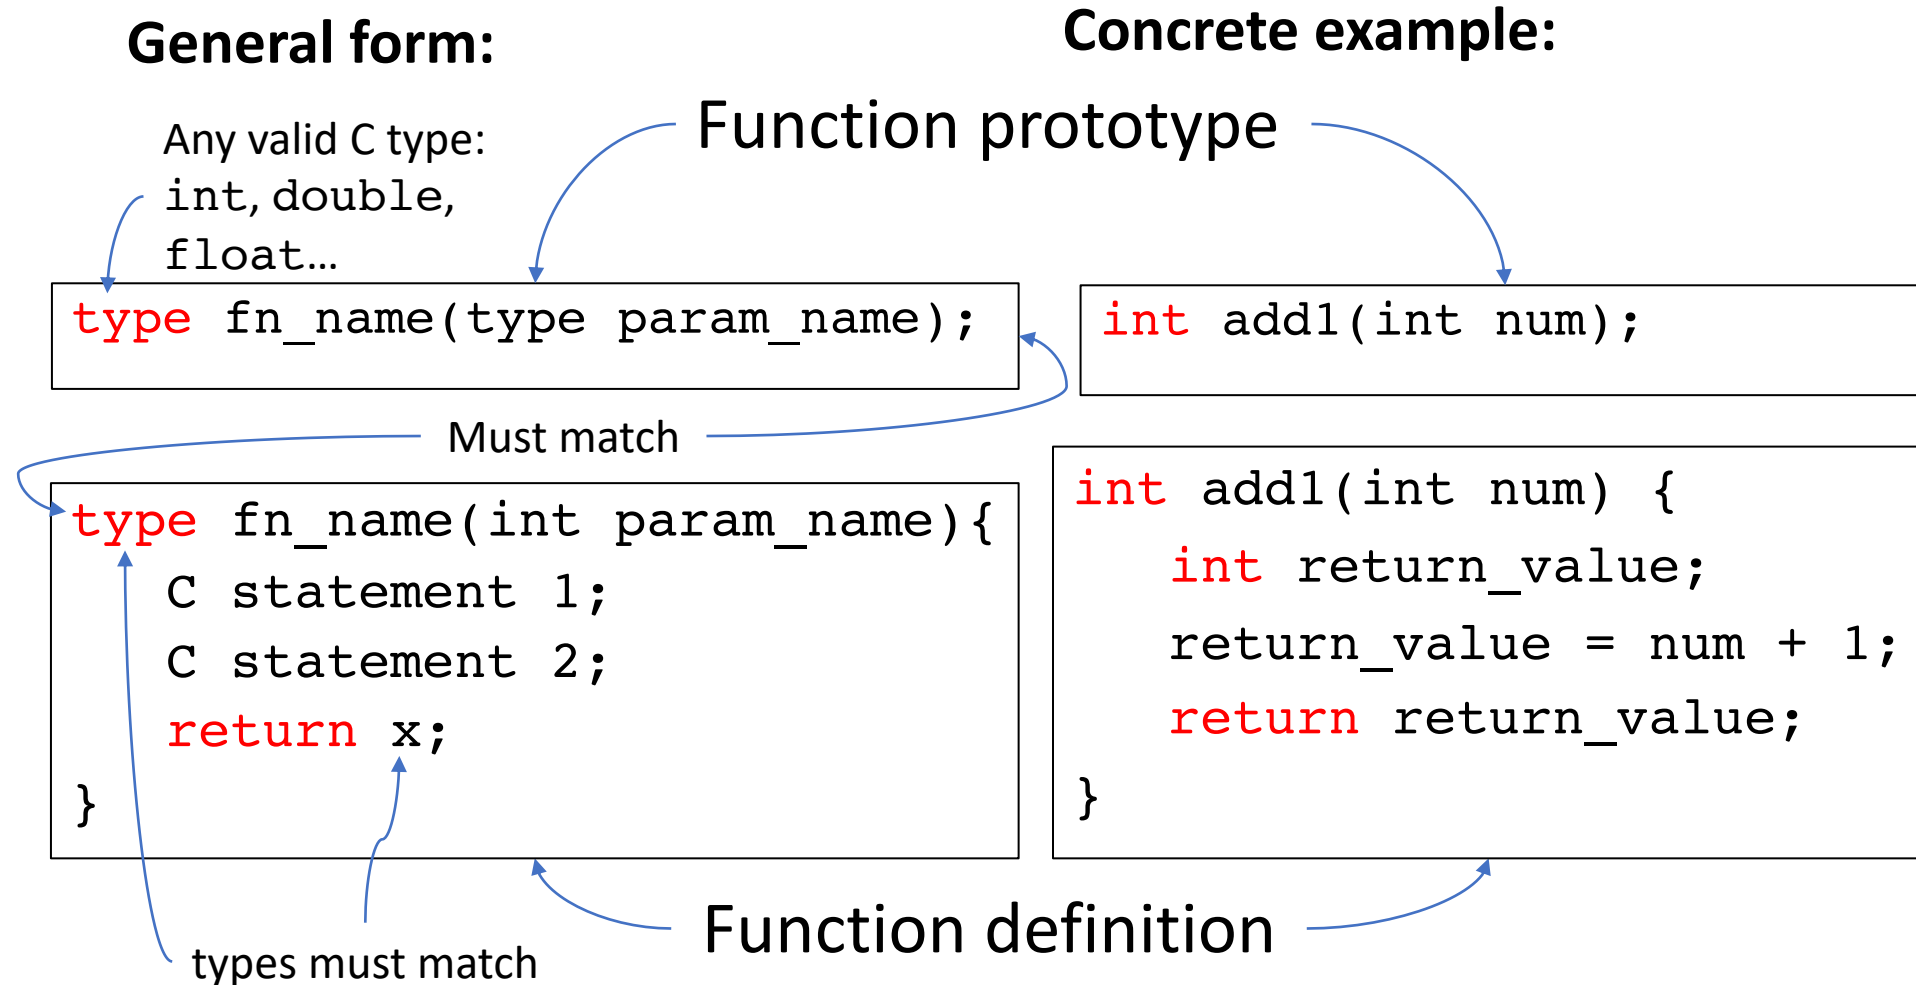 General form:
Concrete example:
Function prototype
Any valid C type:
int, double,
float…
type fn_name(type param_name);
int add1(int num);
Must match
type fn_name(int param_name){
C statement 1;
C statement 2;
return x;
}
int add1(int num) {
int return_value;
return_value = num + 1;
return return_value;
}
Function definition
types must match